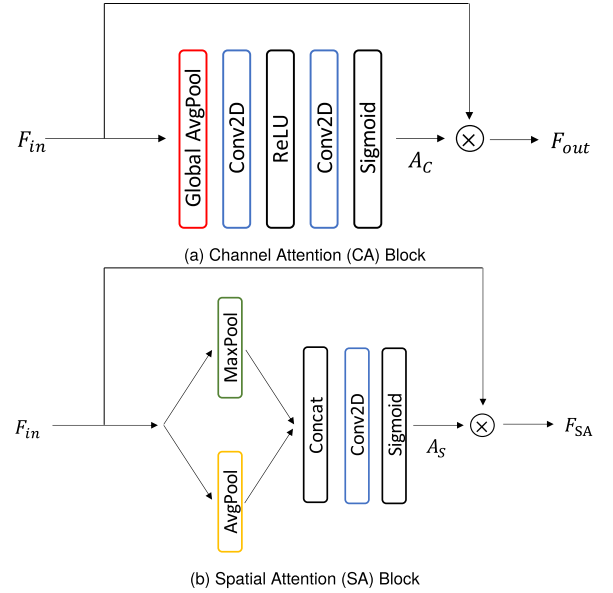 F_in
Global AvgPool
Conv2D
ReLU
Conv2D
Sigmoid
A_C
×
F_out
(a) Channel Attention (CA) Block
F_in
MaxPool
AvgPool
Concat
Conv2D
Sigmoid
A_S
×
F_SA
(b) Spatial Attention (SA) Block